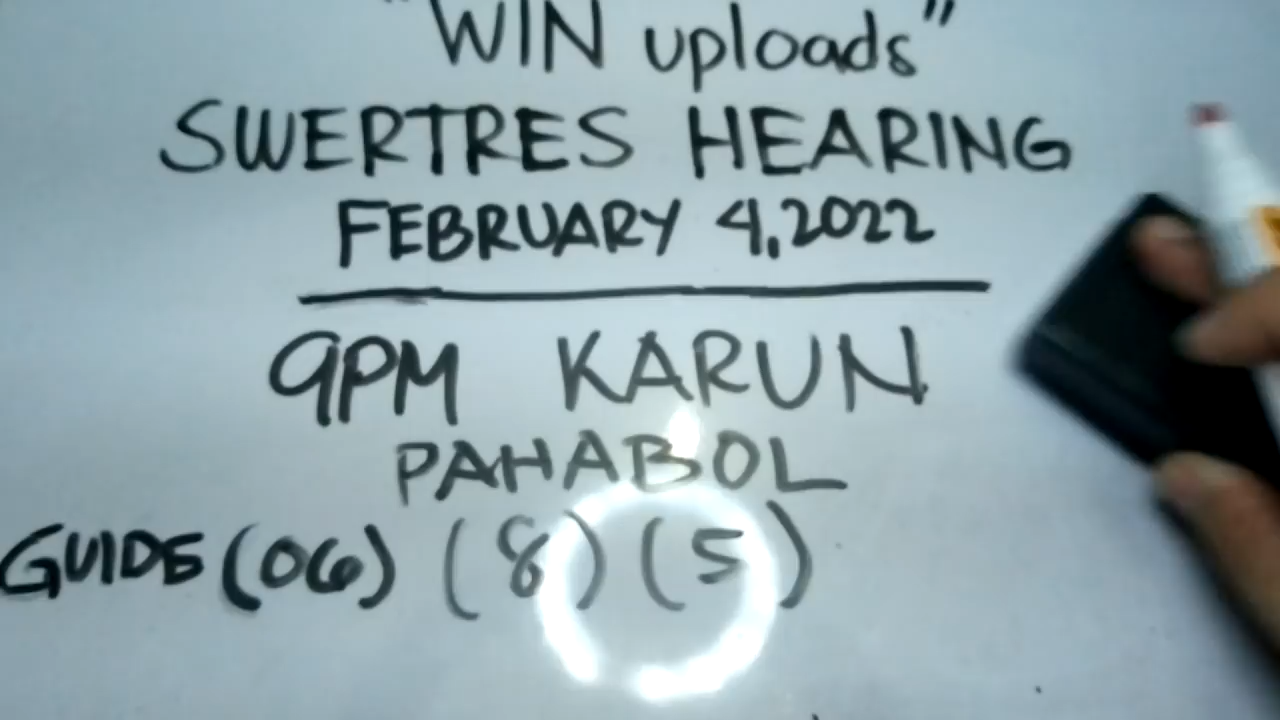 "WIN uploads"
SWERTRES HEARING
FEBRUARY 4,2022
9PM KARUN
PAHABOL
GUIDE (06) (8) (5)